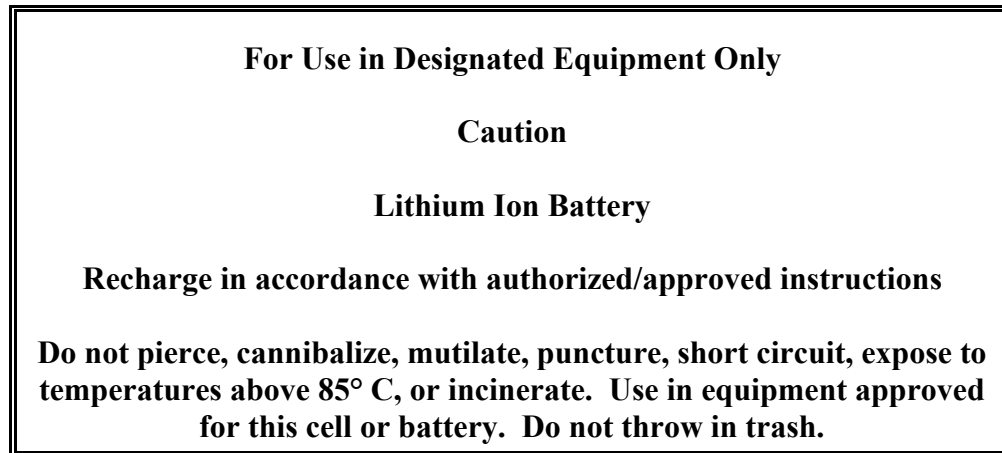 For Use in Designated Equipment Only
Caution
Lithium Ion Battery
Recharge in accordance with authorized/approved instructions
Do not pierce, cannibalize, mutilate, puncture, short circuit, expose to
temperatures above 85° C, or incinerate.  Use in equipment approved
for this cell or battery.  Do not throw in trash.